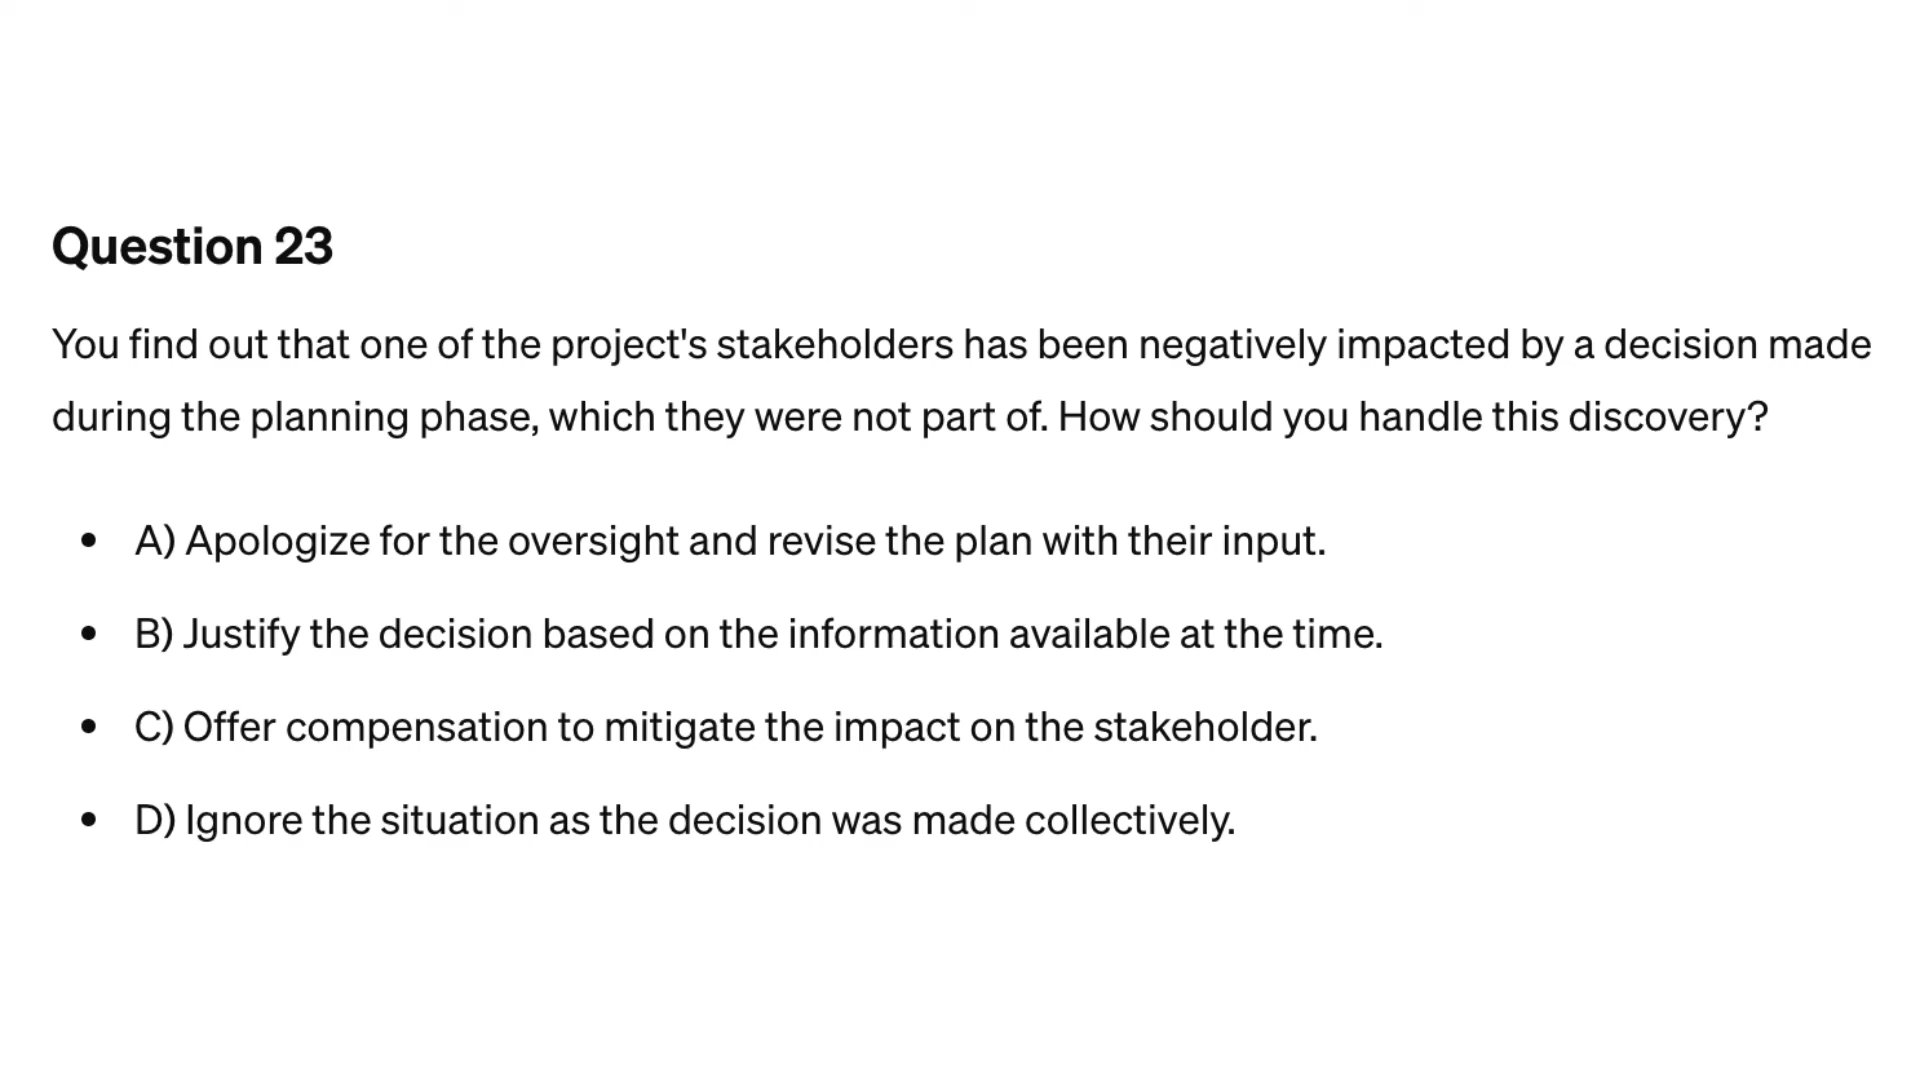 Question 23
You find out that one of the project's stakeholders has been negatively impacted by a decision made
during the planning phase, which they were not part of. How should you handle this discovery?
• A) Apologize for the oversight and revise the plan with their input.
• B) Justify the decision based on the information available at the time.
• C) Offer compensation to mitigate the impact on the stakeholder.
• D) Ignore the situation as the decision was made collectively.